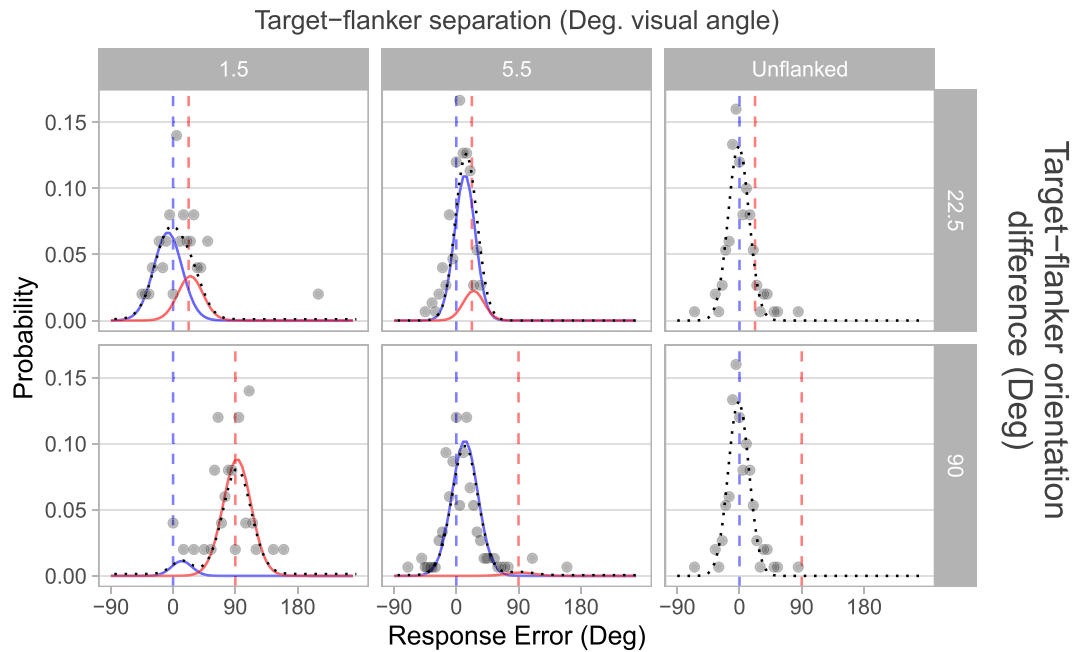 Target−flanker separation (Deg. visual angle)
1.5
5.5
Unflanked
0.15
0.10
0.05
0.00
0.15
0.10
0.05
0.00
Probability
22.5
90
Target−flanker orientation
difference (Deg)
−90 0 90 180
−90 0 90 180
−90 0 90 180
Response Error (Deg)